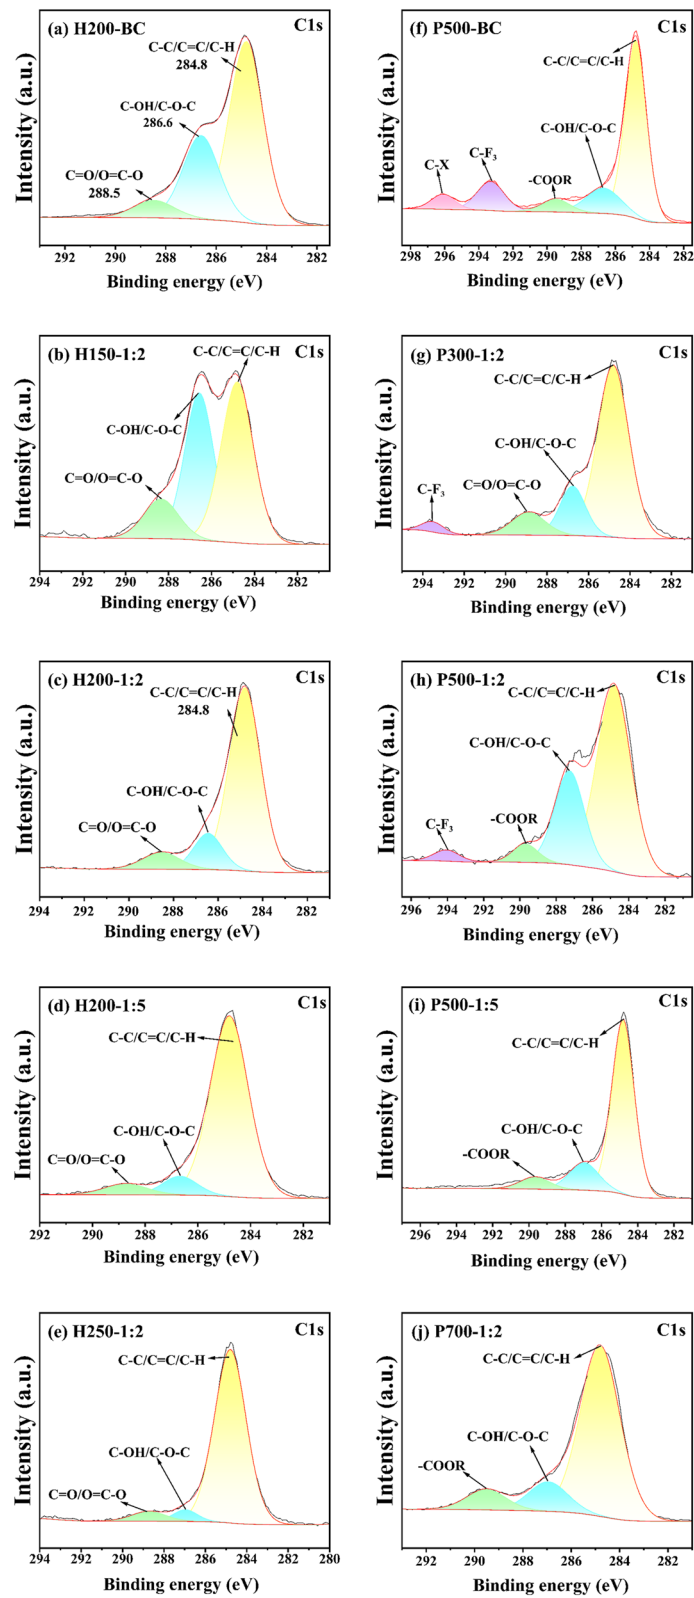 (a) H200-BC
C1s
C-C/C=C/C-H
284.8
C-OH/C-O-C
286.6
C=O/O=C-O
288.5
Intensity (a.u.)
292 290 288 286 284 282
Binding energy (eV)
(f) P500-BC
C1s
C-C/C=C/C-H
C-OH/C-O-C
C-F3
C-X
-COOR
Intensity (a.u.)
298 296 294 292 290 288 286 284 282
Binding energy (eV)
(b) H150-1:2
C1s
C-C/C=C/C-H
C-OH/C-O-C
C=O/O=C-O
Intensity (a.u.)
294 292 290 288 286 284 282
Binding energy (eV)
(g) P300-1:2
C1s
C-C/C=C/C-H
C-OH/C-O-C
C=O/O=C-O
C-F3
Intensity (a.u.)
294 292 290 288 286 284 282
Binding energy (eV)
(c) H200-1:2
C1s
C-C/C=C/C-H
284.8
C-OH/C-O-C
C=O/O=C-O
Intensity (a.u.)
294 292 290 288 286 284 282
Binding energy (eV)
(h) P500-1:2
C1s
C-C/C=C/C-H
C-OH/C-O-C
-COOR
C-F3
Intensity (a.u.)
296 294 292 290 288 286 284 282
Binding energy (eV)
(d) H200-1:5
C1s
C-C/C=C/C-H
C-OH/C-O-C
C=O/O=C-O
Intensity (a.u.)
292 290 288 286 284 282
Binding energy (eV)
(i) P500-1:5
C1s
C-C/C=C/C-H
C-OH/C-O-C
-COOR
Intensity (a.u.)
296 294 292 290 288 286 284 282
Binding energy (eV)
(e) H250-1:2
C1s
C-C/C=C/C-H
C-OH/C-O-C
C=O/O=C-O
Intensity (a.u.)
294 292 290 288 286 284 282 280
Binding energy (eV)
(j) P700-1:2
C1s
C-C/C=C/C-H
C-OH/C-O-C
-COOR
Intensity (a.u.)
292 290 288 286 284 282
Binding energy (eV)